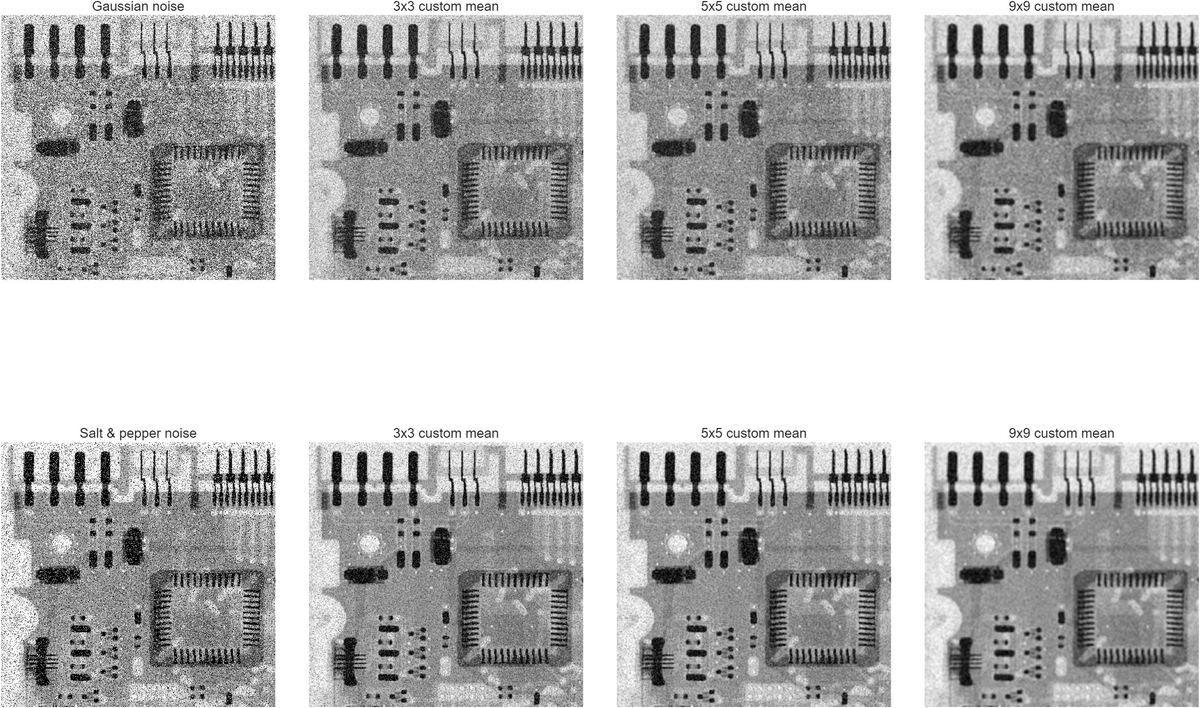 Gaussian noise
3x3 custom mean
5x5 custom mean
9x9 custom mean
Salt & pepper noise
3x3 custom mean
5x5 custom mean
9x9 custom mean